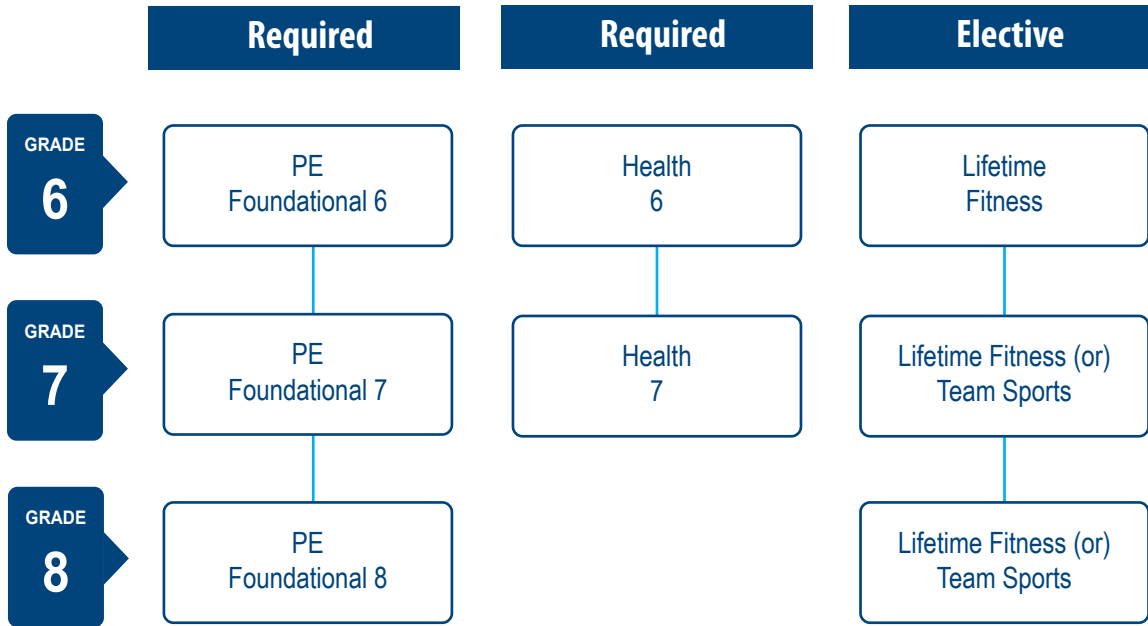 Required
Required
Elective
GRADE
6
PE
Foundational 6
Health
6
Lifetime
Fitness
GRADE
7
PE
Foundational 7
Health
7
Lifetime Fitness (or)
Team Sports
GRADE
8
PE
Foundational 8
Lifetime Fitness (or)
Team Sports